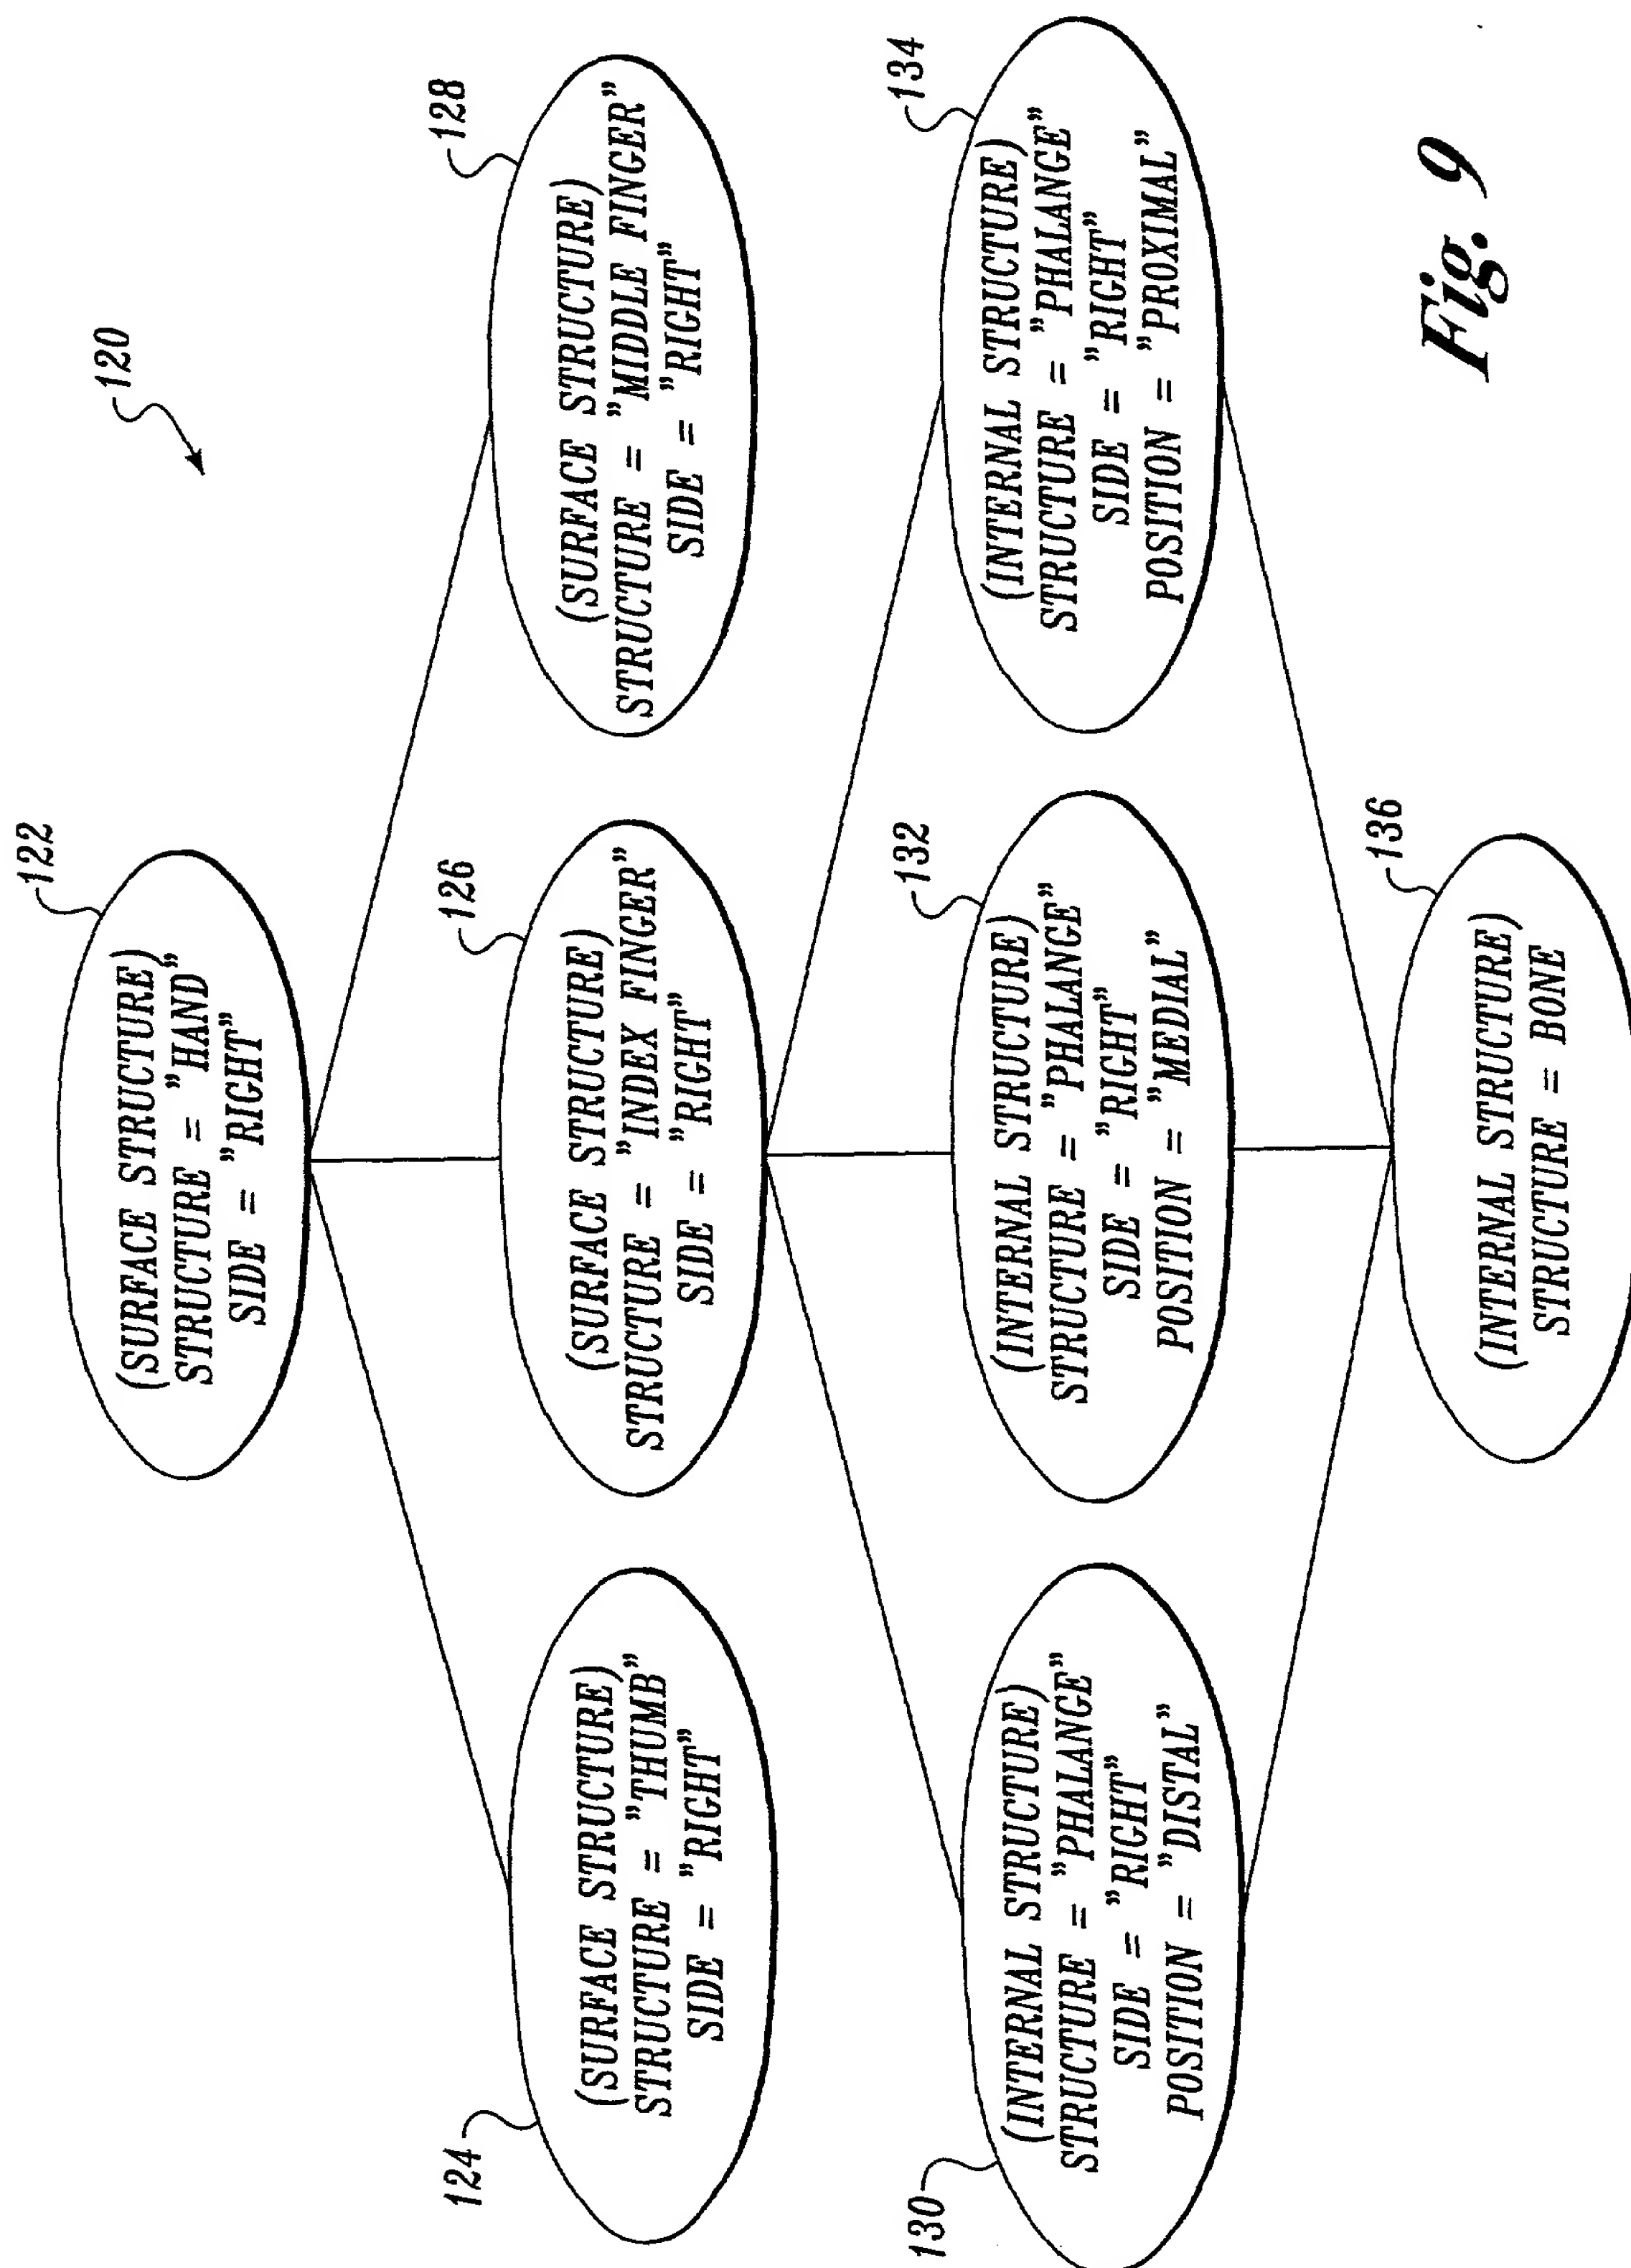 120
122
(SURFACE STRUCTURE)
STRUCTURE = "HAND"
SIDE = "RIGHT"
124
(SURFACE STRUCTURE)
STRUCTURE = "THUMB"
SIDE = "RIGHT"
126
(SURFACE STRUCTURE)
STRUCTURE = "INDEX FINGER"
SIDE = "RIGHT"
128
(SURFACE STRUCTURE)
STRUCTURE = "MIDDLE FINGER"
SIDE = "RIGHT"
130
(INTERNAL STRUCTURE)
STRUCTURE = "PHALANGE"
SIDE = "RIGHT"
POSITION = "DISTAL"
132
(INTERNAL STRUCTURE)
STRUCTURE = "PHALANGE"
SIDE = "RIGHT"
POSITION = "MEDIAL"
134
(INTERNAL STRUCTURE)
STRUCTURE = "PHALANGE"
SIDE = "RIGHT"
POSITION = "PROXIMAL"
136
(INTERNAL STRUCTURE)
STRUCTURE = BONE
Fig. 9